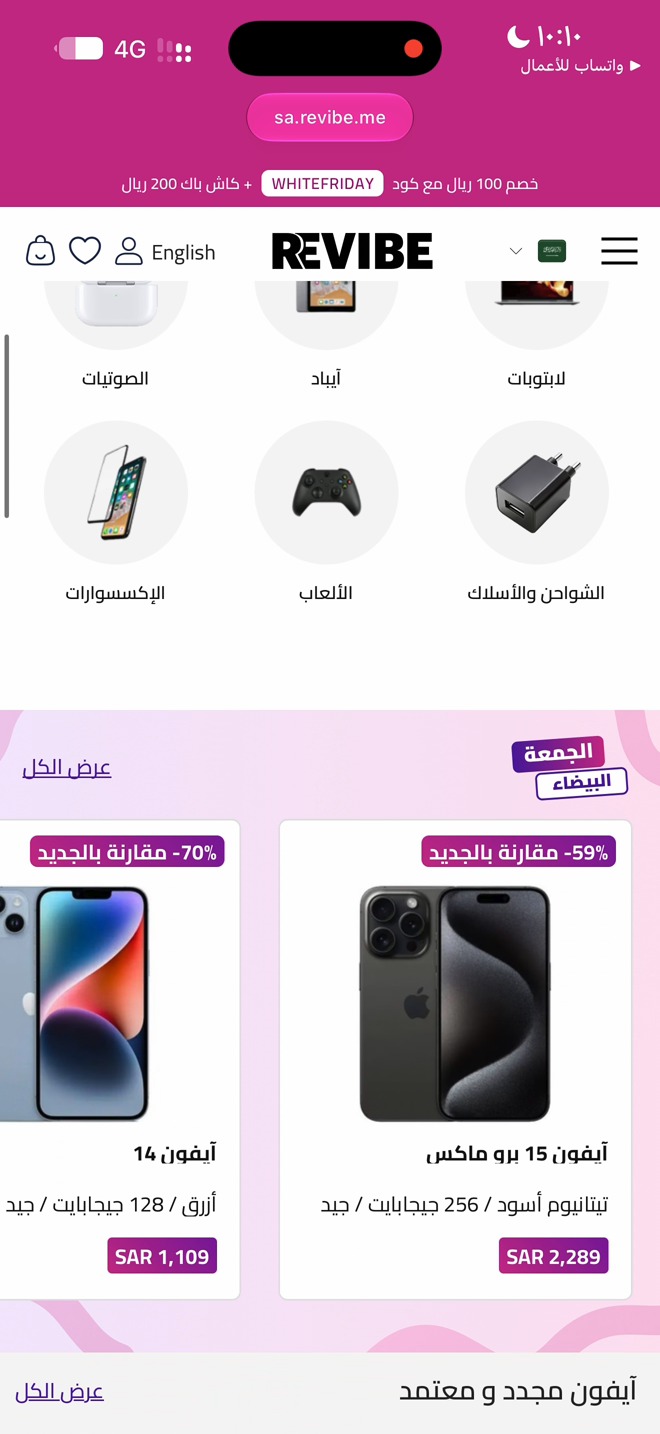 ١٠:١٠
4G
◀ واتساب للأعمال
sa.revibe.me
خصم 100 ريال مع كود WHITEFRIDAY + كاش باك 200 ريال
REVIBE
English
لابتوبات
آيباد
الصوتيات
الشواحن والأسلاك
الألعاب
الإكسسوارات
الجمعة
البيضاء
عرض الكل
-59% مقارنة بالجديد
آيفون 15 برو ماكس
تيتانيوم أسود / 256 جيجابايت / جيد
SAR 2,289
-70% مقارنة بالجديد
آيفون 14
أزرق / 128 جيجابايت / جيد
SAR 1,109
آيفون مجدد و معتمد
عرض الكل